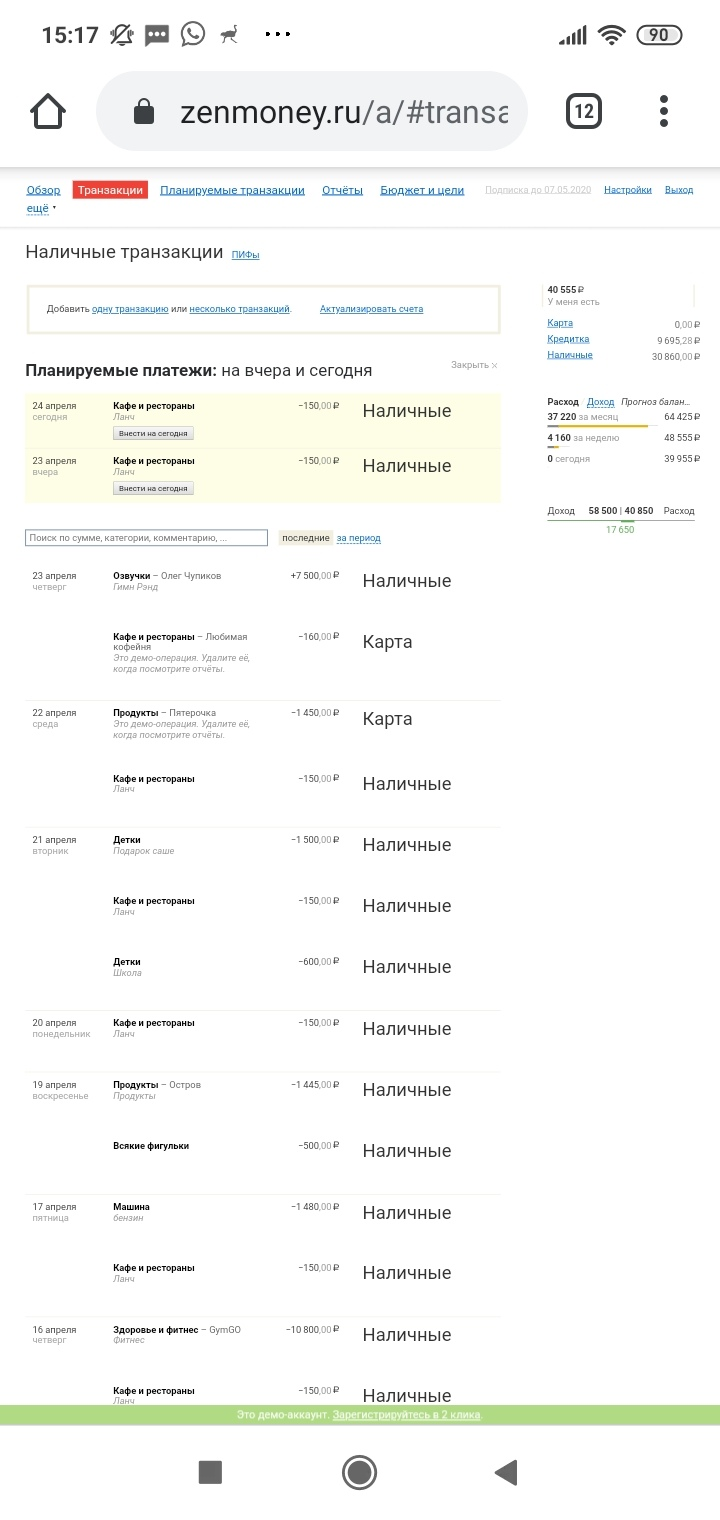 15:17
90
zenmoney.ru/a/#transa
12
Обзор Транзакции Планируемые транзакции Отчёты Бюджет и цели Подписка до 07.05.2020 Настройки Выход
ещё
Наличные транзакции ПИФы
Добавить одну транзакцию или несколько транзакций. Актуализировать счета
40 555 ₽
У меня есть
Карта 0,00 ₽
Кредитка 9 695,28 ₽
Наличные 30 860,00 ₽
Планируемые платежи: на вчера и сегодня Закрыть ×
24 апреля Кафе и рестораны −150,00 ₽ Наличные
сегодня Ланч
Внести на сегодня
23 апреля Кафе и рестораны −150,00 ₽ Наличные
вчера Ланч
Внести на сегодня
Расход Доход Прогноз балан...
37 220 за месяц 64 425 ₽
4 160 за неделю 48 555 ₽
0 сегодня 39 955 ₽
Доход 58 500 | 40 850 Расход
17 650
Поиск по сумме, категории, комментарию, ... последние за период
23 апреля Озвучки – Олег Чупиков +7 500,00 ₽ Наличные
четверг Гимн Рэнд
Кафе и рестораны – Любимая −160,00 ₽ Карта
кофейня
Это демо-операция. Удалите её,
когда посмотрите отчёты.
22 апреля Продукты – Пятерочка −1 450,00 ₽ Карта
среда Это демо-операция. Удалите её,
когда посмотрите отчёты.
Кафе и рестораны −150,00 ₽ Наличные
Ланч
21 апреля Детки −1 500,00 ₽ Наличные
вторник Подарок саше
Кафе и рестораны −150,00 ₽ Наличные
Ланч
Детки −600,00 ₽ Наличные
Школа
20 апреля Кафе и рестораны −150,00 ₽ Наличные
понедельник Ланч
19 апреля Продукты – Остров −1 445,00 ₽ Наличные
воскресенье Продукты
Всякие фигульки −500,00 ₽ Наличные
17 апреля Машина −1 480,00 ₽ Наличные
пятница бензин
Кафе и рестораны −150,00 ₽ Наличные
Ланч
16 апреля Здоровье и фитнес – GymGO −10 800,00 ₽ Наличные
четверг Фитнес
Кафе и рестораны −150,00 ₽ Наличные
Ланч
Это демо-аккаунт. Зарегистрируйтесь в 2 клика.